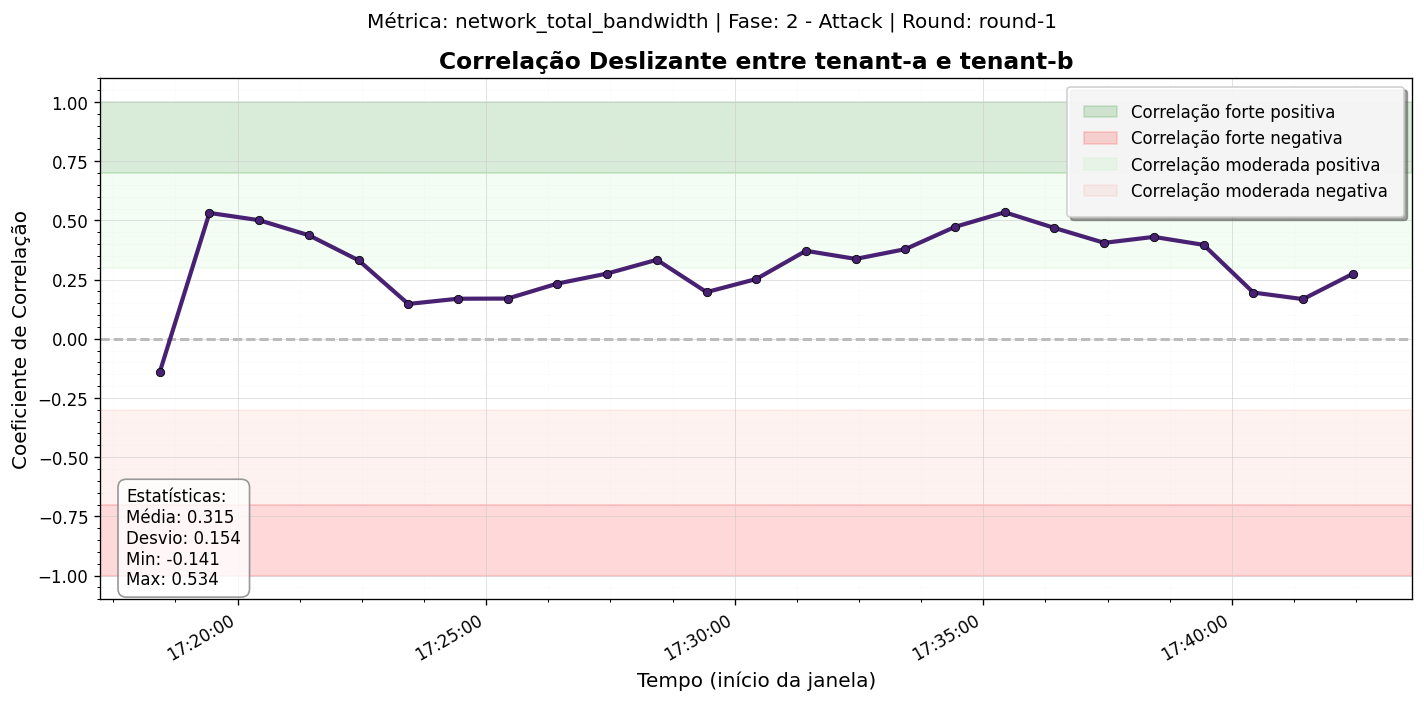 Métrica: network_total_bandwidth | Fase: 2 - Attack | Round: round-1
Correlação Deslizante entre tenant-a e tenant-b
Correlação forte positiva
Correlação forte negativa
Correlação moderada positiva
Correlação moderada negativa
Coeficiente de Correlação
1.00
0.75
0.50
0.25
0.00
−0.25
−0.50
−0.75
−1.00
Estatísticas:
Média: 0.315
Desvio: 0.154
Min: -0.141
Max: 0.534
17:20:00
17:25:00
17:30:00
17:35:00
17:40:00
Tempo (início da janela)